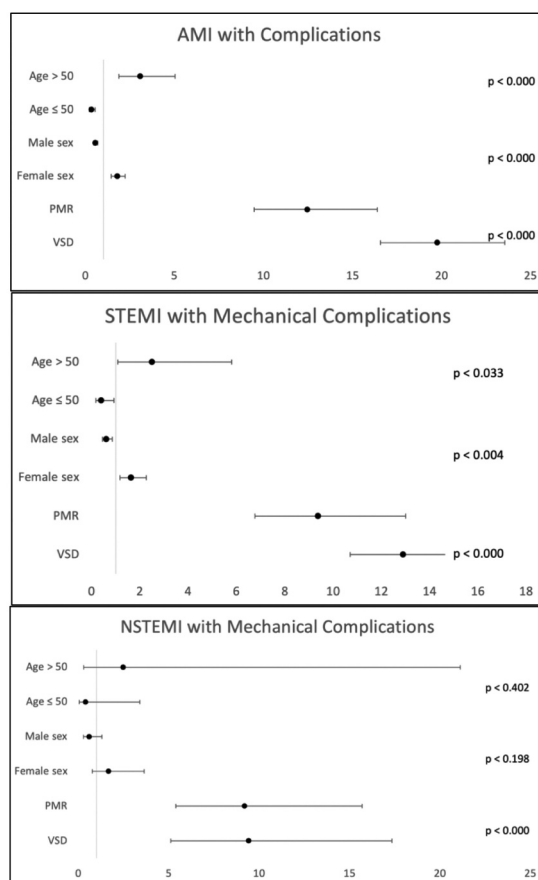 AMI with Complications
Age > 50
p < 0.000
Age ≤ 50
Male sex
p < 0.000
Female sex
PMR
p < 0.000
VSD
0 5 10 15 20 25
STEMI with Mechanical Complications
Age > 50
p < 0.033
Age ≤ 50
Male sex
p < 0.004
Female sex
PMR
VSD
p < 0.000
0 2 4 6 8 10 12 14 16 18
NSTEMI with Mechanical Complications
Age > 50
p < 0.402
Age ≤ 50
Male sex
p < 0.198
Female sex
PMR
VSD
p < 0.000
0 5 10 15 20 25